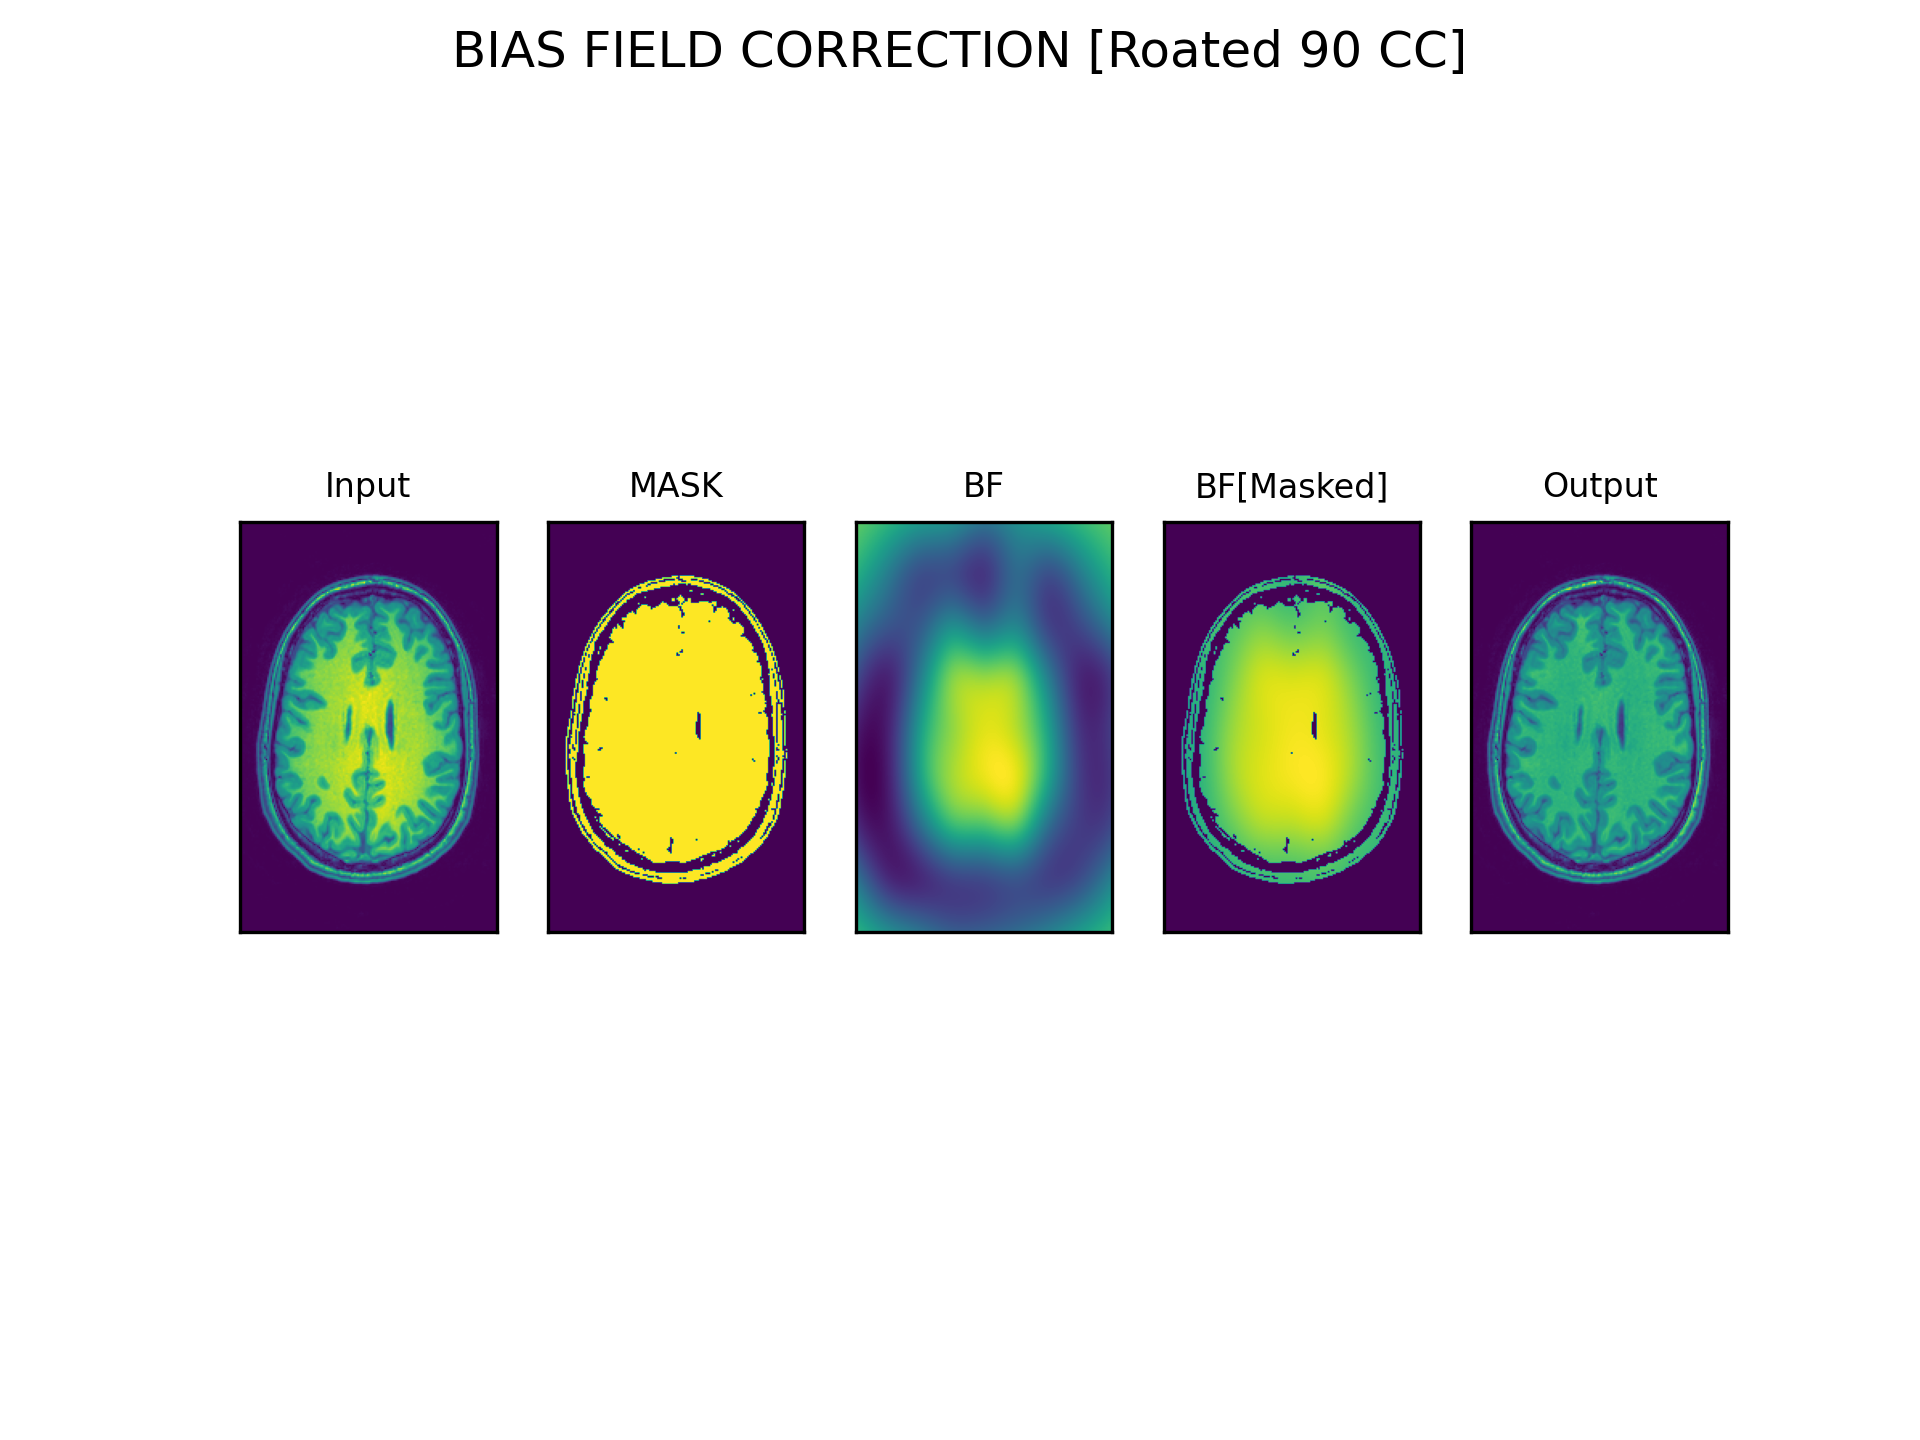 BIAS FIELD CORRECTION [Roated 90 CC]
Input
MASK
BF
BF[Masked]
Output